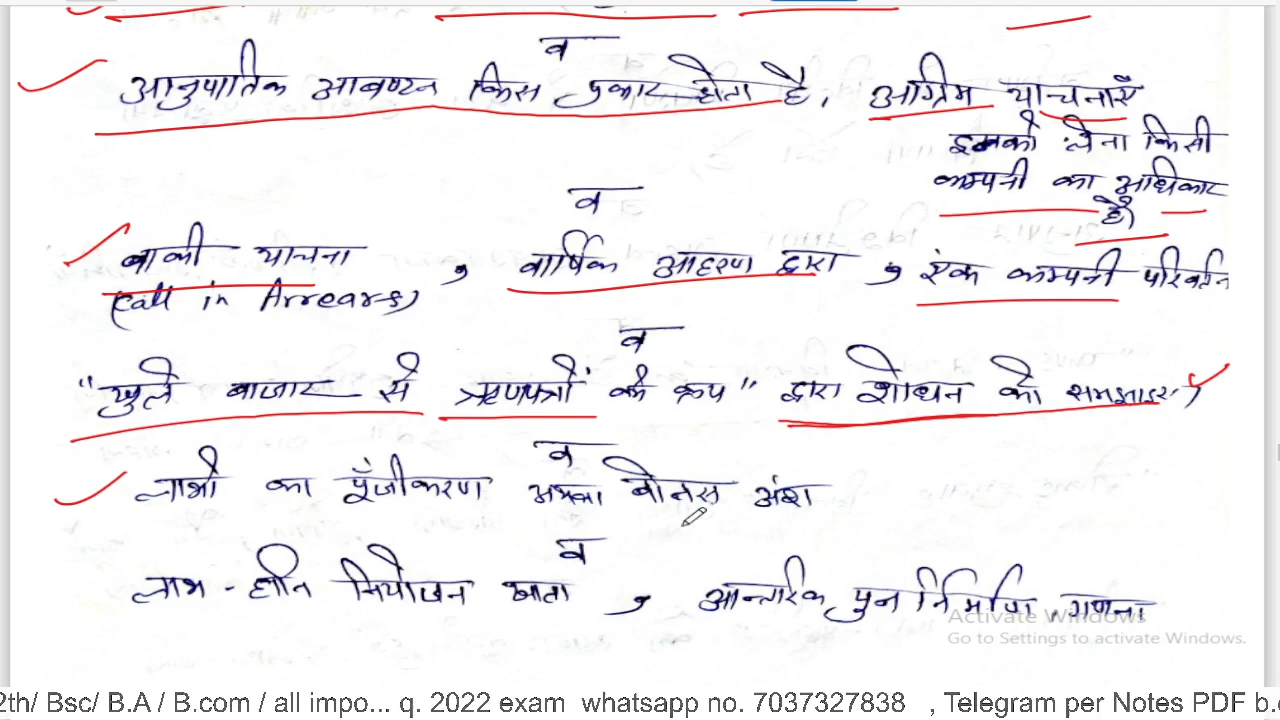 व
आनुपातिक आवण्टन किस प्रकार होता है, अग्रिम याचनाएँ
इसको लेना किसी
कम्पनी का अधिकार
है।
व
बाकी याचना , वार्षिक आहरण द्वारा , एक कम्पनी परिवर्तन
(Call in Arrears)
व
"खुले बाजार से ऋणपत्रों के क्रय" द्वारा शोधन को समझाइए।
व
लाभों का पूँजीकरण अथवा बोनस अंश
व
लाभ - हानि नियोजन खाता , आन्तरिक पुनर्निर्माण, गणना
Activate Windows
Go to Settings to activate Windows.
2th/ Bsc/ B.A / B.com / all impo... q. 2022 exam whatsapp no. 7037327838 , Telegram per Notes PDF b.